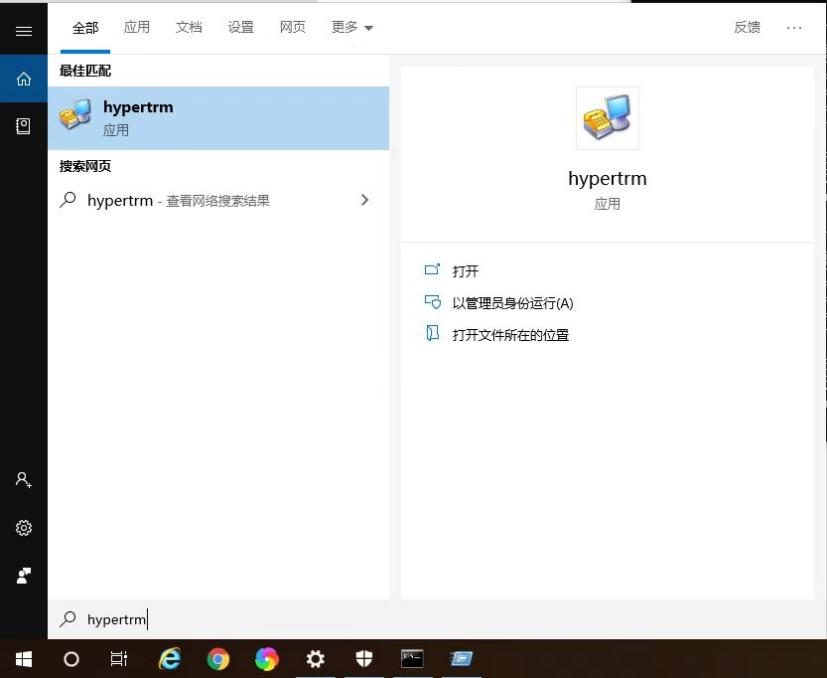 全部 应用 文档 设置 网页 更多 反馈 ...
最佳匹配
hypertrm
应用
搜索网页
hypertrm - 查看网络搜索结果
hypertrm
应用
打开
以管理员身份运行(A)
打开文件所在的位置
hypertrm